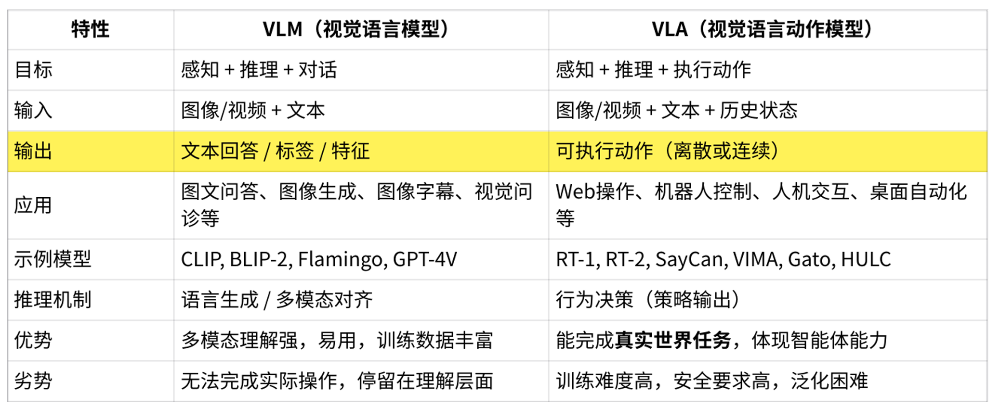 特性 VLM（视觉语言模型） VLA（视觉语言动作模型）
目标 感知 + 推理 + 对话 感知 + 推理 + 执行动作
输入 图像/视频 + 文本 图像/视频 + 文本 + 历史状态
输出 文本回答 / 标签 / 特征 可执行动作（离散或连续）
应用 图文问答、图像生成、图像字幕、视觉问
诊等 Web操作、机器人控制、人机交互、桌面自动化
等
示例模型 CLIP, BLIP-2, Flamingo, GPT-4V RT-1, RT-2, SayCan, VIMA, Gato, HULC
推理机制 语言生成 / 多模态对齐 行为决策（策略输出）
优势 多模态理解强，易用，训练数据丰富 能完成真实世界任务，体现智能体能力
劣势 无法完成实际操作，停留在理解层面 训练难度高，安全要求高，泛化困难